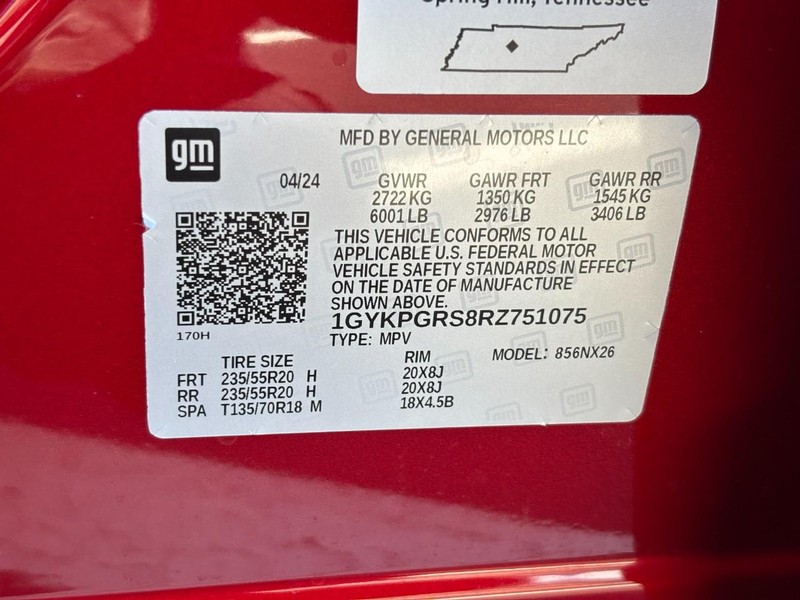 Spring Hill, Tennessee
gm
MFD BY GENERAL MOTORS LLC
04/24 GVWR GAWR FRT GAWR RR
2722 KG 1350 KG 1545 KG
6001 LB 2976 LB 3406 LB
THIS VEHICLE CONFORMS TO ALL
APPLICABLE U.S. FEDERAL MOTOR
VEHICLE SAFETY STANDARDS IN EFFECT
ON THE DATE OF MANUFACTURE
SHOWN ABOVE.
1GYKPGRS8RZ751075
170H
TYPE: MPV
TIRE SIZE RIM MODEL: 856NX26
FRT 235/55R20 H 20X8J
RR 235/55R20 H 20X8J
SPA T135/70R18 M 18X4.5B